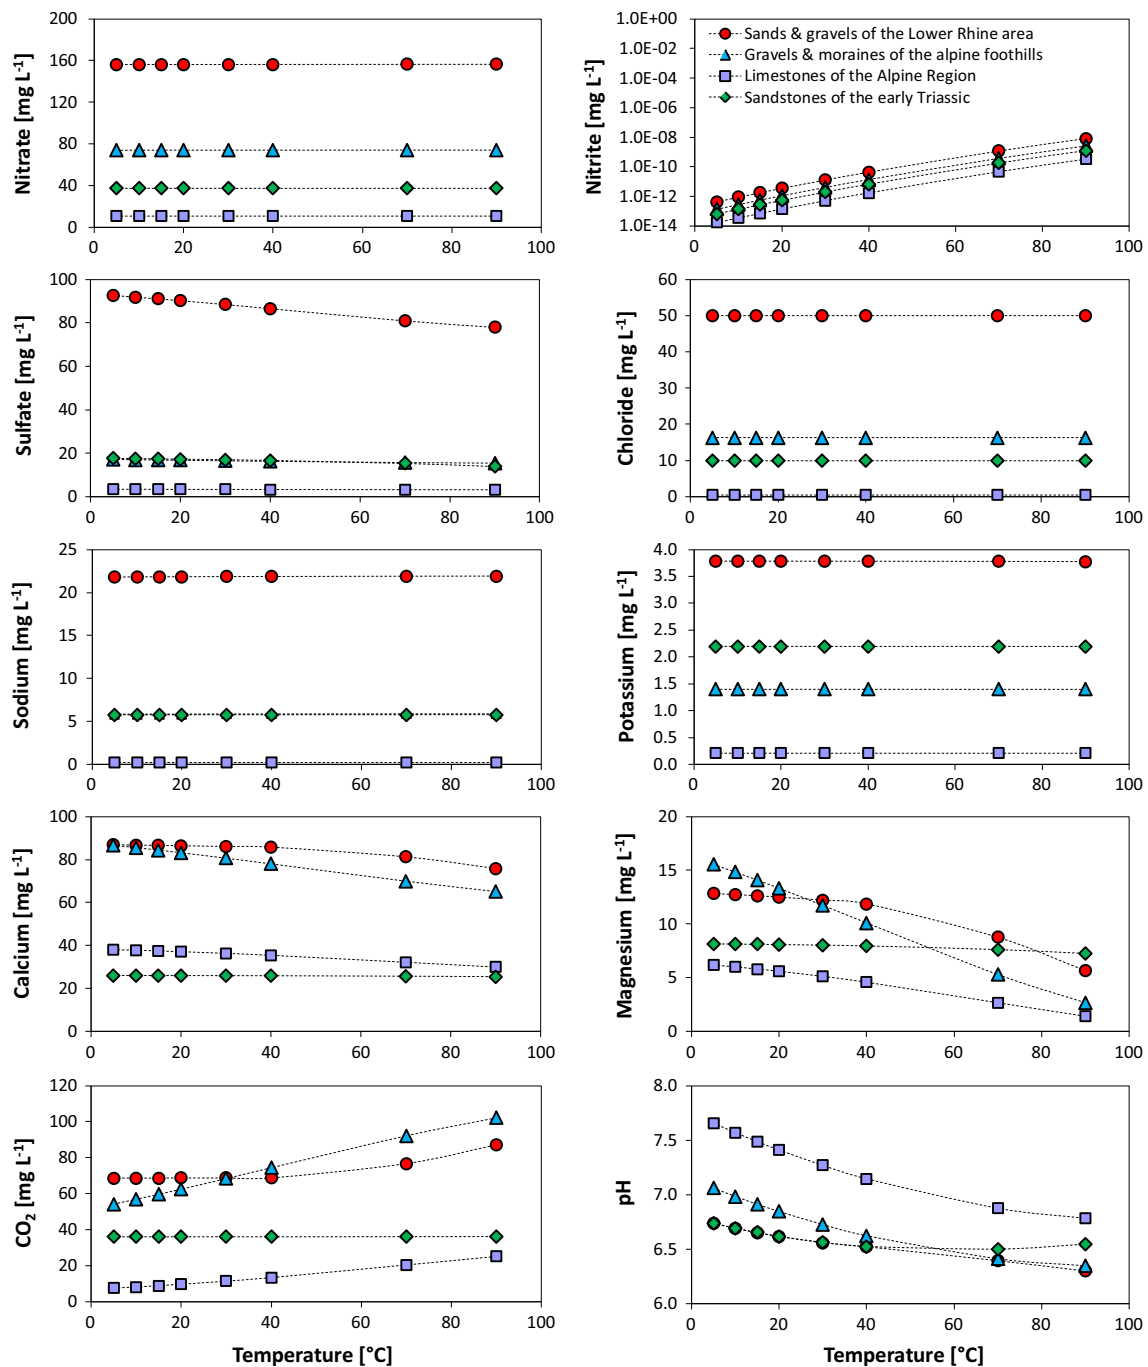 Nitrate [mg L-1]
160
120
80
40
0
0 20 40 60 80 100
Nitrite [mg L-1]
1.0E+00
1.0E-02
1.0E-04
1.0E-06
1.0E-08
1.0E-10
1.0E-12
1.0E-14
0 20 40 60 80 100
Sands & gravels of the Lower Rhine area
Gravels & moraines of the alpine foothills
Limestones of the Alpine Region
Sandstones of the early Triassic
200
Sulfate [mg L-1]
100
80
60
40
20
0
0 20 40 60 80 100
Chloride [mg L-1]
60
50
40
30
20
10
0
0 20 40 60 80 100
Sodium [mg L-1]
25
20
15
10
5
0
0 20 40 60 80 100
Potassium [mg L-1]
4.0
3.5
3.0
2.5
2.0
1.5
1.0
0.5
0.0
0 20 40 60 80 100
Calcium [mg L-1]
100
80
60
40
20
0
0 20 40 60 80 100
Magnesium [mg L-1]
20
15
10
5
0
0 20 40 60 80 100
CO2 [mg L-1]
120
100
80
60
40
20
0
0 20 40 60 80 100
Temperature [°C]
pH
8.0
7.5
7.0
6.5
6.0
0 20 40 60 80 100
Temperature [°C]